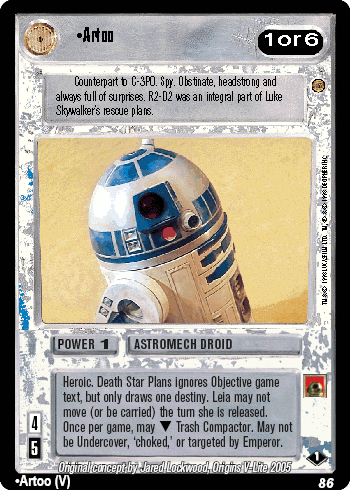 •Artoo
1 or 6
Counterpart to C-3PO. Spy. Obstinate, headstrong and
always full of surprises. R2-D2 was an integral part of Luke
Skywalker's rescue plans.
POWER 1
ASTROMECH DROID
Heroic. Death Star Plans ignores Objective game
text, but only draws one destiny. Leia may not
move (or be carried) the turn she is released.
Once per game, may ▼ Trash Compactor. May not
be Undercover, 'choked,' or targeted by Emperor.
4
5
1
Original concept by Jared Lockwood, Origins V-Lite 2005
•Artoo (V)
86